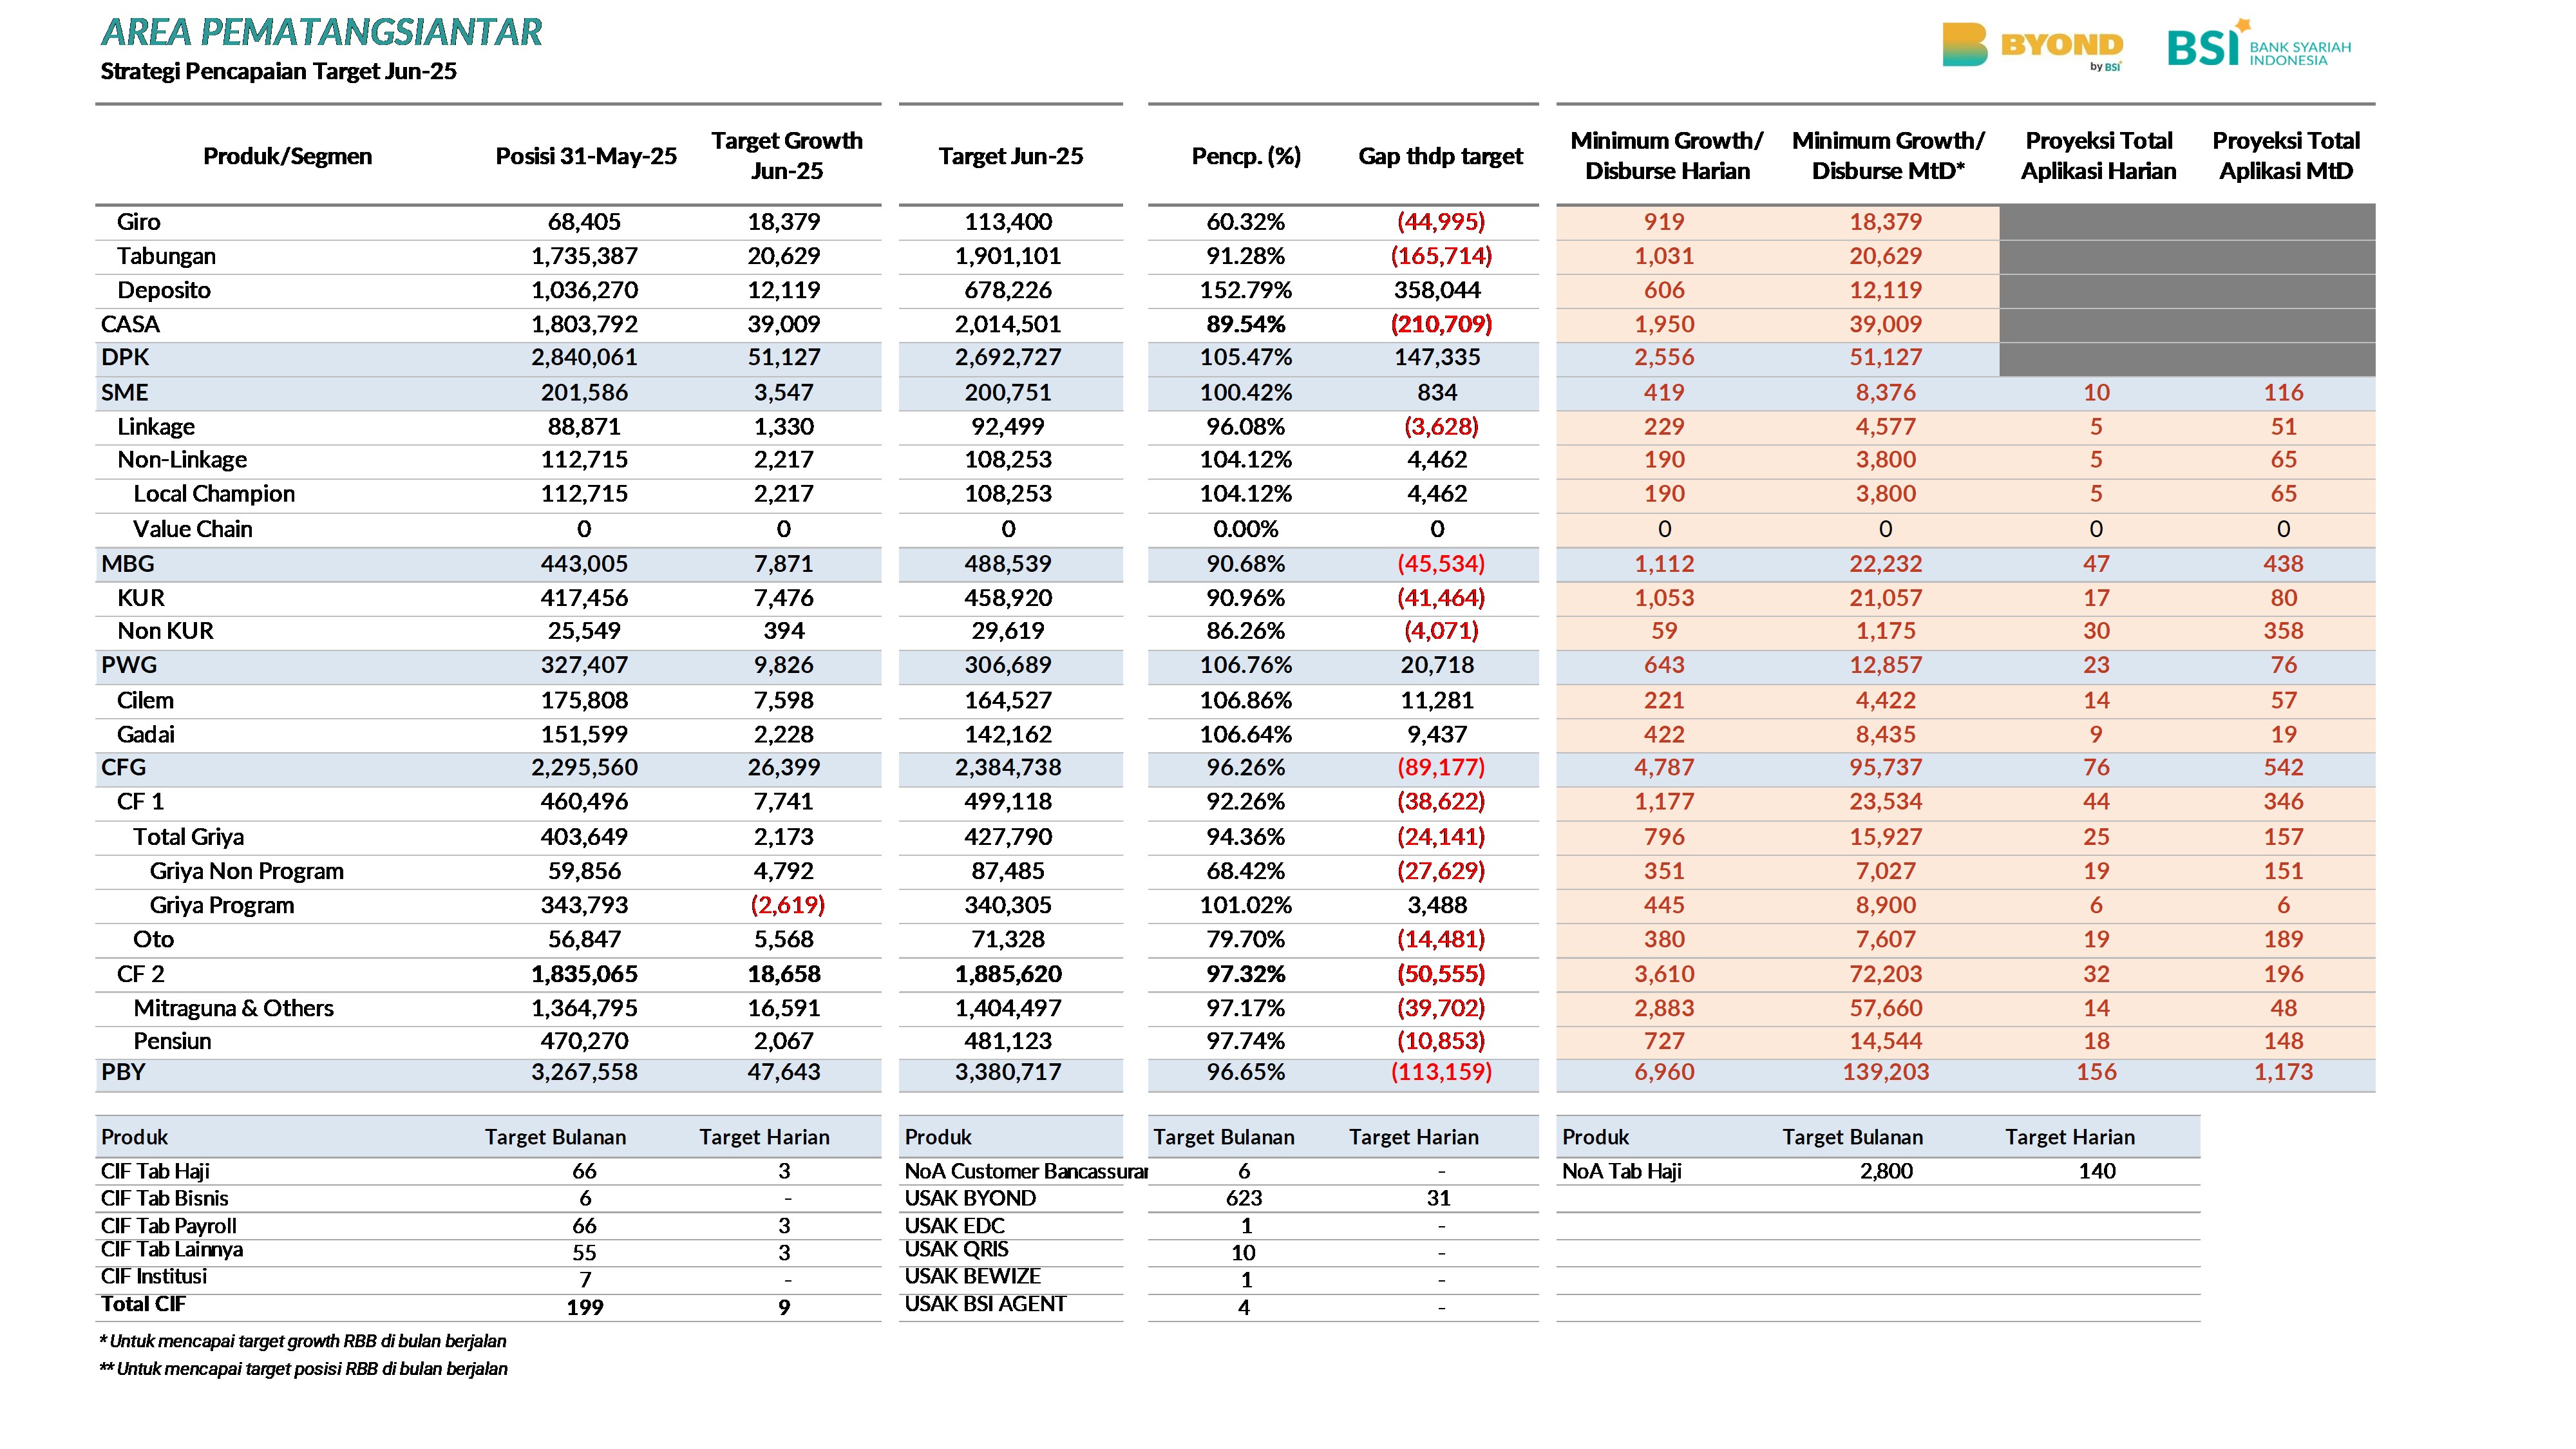 AREA PEMATANGSIANTAR
Strategi Pencapaian Target Jun-25
BYOND
by BSI
BSI BANK SYARIAH INDONESIA
Produk/Segmen Posisi 31-May-25 Target Growth Jun-25 Target Jun-25 Pencp. (%) Gap thdp target Minimum Growth/ Disburse Harian Minimum Growth/ Disburse MtD* Proyeksi Total Aplikasi Harian Proyeksi Total Aplikasi MtD
Giro 68,405 18,379 113,400 60.32% (44,995) 919 18,379
Tabungan 1,735,387 20,629 1,901,101 91.28% (165,714) 1,031 20,629
Deposito 1,036,270 12,119 678,226 152.79% 358,044 606 12,119
CASA 1,803,792 39,009 2,014,501 89.54% (210,709) 1,950 39,009
DPK 2,840,061 51,127 2,692,727 105.47% 147,335 2,556 51,127
SME 201,586 3,547 200,751 100.42% 834 419 8,376 10 116
Linkage 88,871 1,330 92,499 96.08% (3,628) 229 4,577 5 51
Non-Linkage 112,715 2,217 108,253 104.12% 4,462 190 3,800 5 65
Local Champion 112,715 2,217 108,253 104.12% 4,462 190 3,800 5 65
Value Chain 0 0 0 0.00% 0 0 0 0 0
MBG 443,005 7,871 488,539 90.68% (45,534) 1,112 22,232 47 438
KUR 417,456 7,476 458,920 90.96% (41,464) 1,053 21,057 17 80
Non KUR 25,549 394 29,619 86.26% (4,071) 59 1,175 30 358
PWG 327,407 9,826 306,689 106.76% 20,718 643 12,857 23 76
Cilem 175,808 7,598 164,527 106.86% 11,281 221 4,422 14 57
Gadai 151,599 2,228 142,162 106.64% 9,437 422 8,435 9 19
CFG 2,295,560 26,399 2,384,738 96.26% (89,177) 4,787 95,737 76 542
CF 1 460,496 7,741 499,118 92.26% (38,622) 1,177 23,534 44 346
Total Griya 403,649 2,173 427,790 94.36% (24,141) 796 15,927 25 157
Griya Non Program 59,856 4,792 87,485 68.42% (27,629) 351 7,027 19 151
Griya Program 343,793 (2,619) 340,305 101.02% 3,488 445 8,900 6 6
Oto 56,847 5,568 71,328 79.70% (14,481) 380 7,607 19 189
CF 2 1,835,065 18,658 1,885,620 97.32% (50,555) 3,610 72,203 32 196
Mitraguna & Others 1,364,795 16,591 1,404,497 97.17% (39,702) 2,883 57,660 14 48
Pensiun 470,270 2,067 481,123 97.74% (10,853) 727 14,544 18 148
PBY 3,267,558 47,643 3,380,717 96.65% (113,159) 6,960 139,203 156 1,173
Produk Target Bulanan Target Harian Produk Target Bulanan Target Harian Produk Target Bulanan Target Harian
CIF Tab Haji 66 3 NoA Customer Bancassurar 6 - NoA Tab Haji 2,800 140
CIF Tab Bisnis 6 - USAK BYOND 623 31
CIF Tab Payroll 66 3 USAK EDC 1 -
CIF Tab Lainnya 55 3 USAK QRIS 10 -
CIF Institusi 7 - USAK BEWIZE 1 -
Total CIF 199 9 USAK BSI AGENT 4 -
* Untuk mencapai target growth RBB di bulan berjalan
** Untuk mencapai target posisi RBB di bulan berjalan